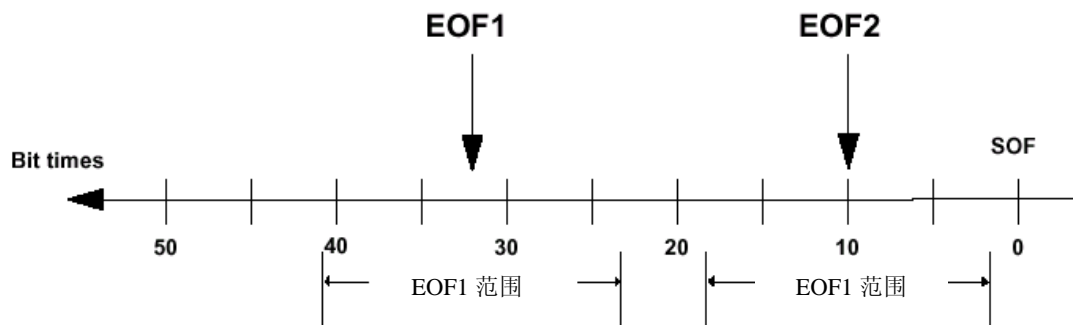 EOF1 EOF2
Bit times SOF
50 40 30 20 10 0
EOF1 范围 EOF1 范围